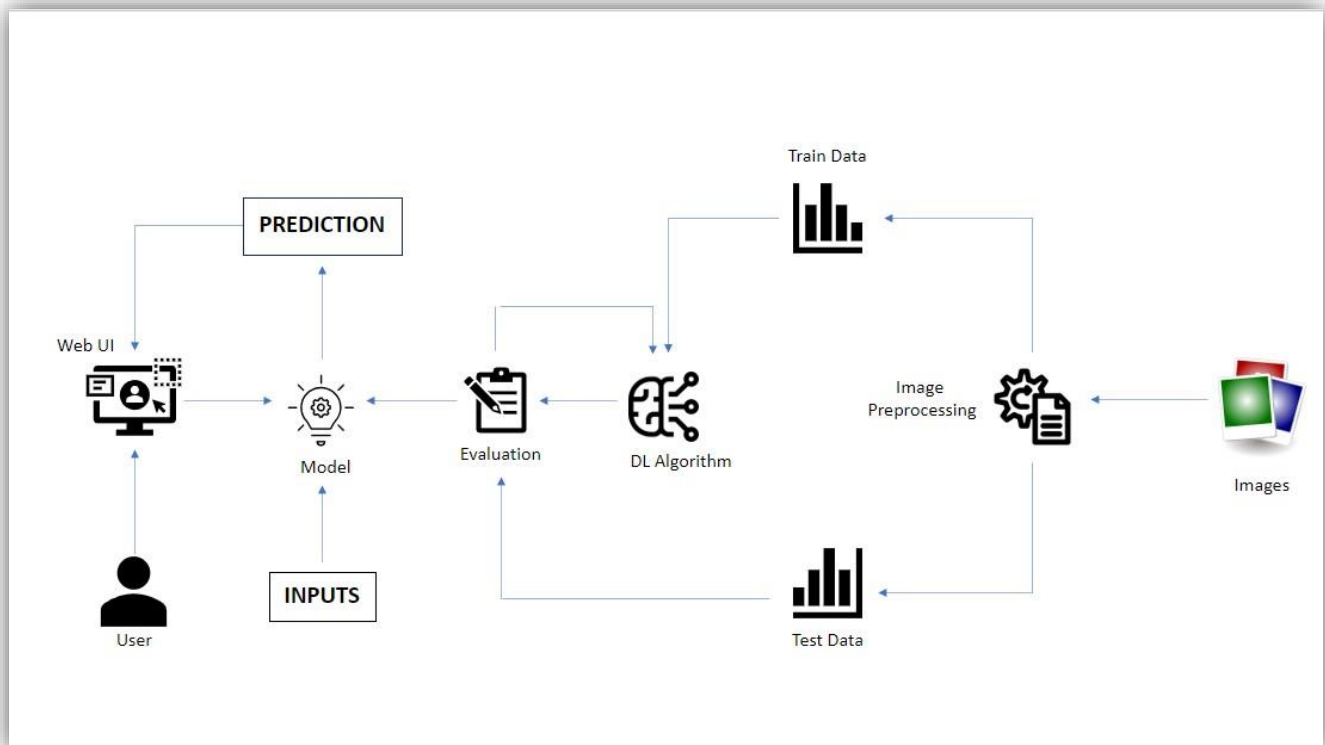 Train Data
PREDICTION
Web UI
Image
Preprocessing
Evaluation
DL Algorithm
Model
Images
INPUTS
User
Test Data